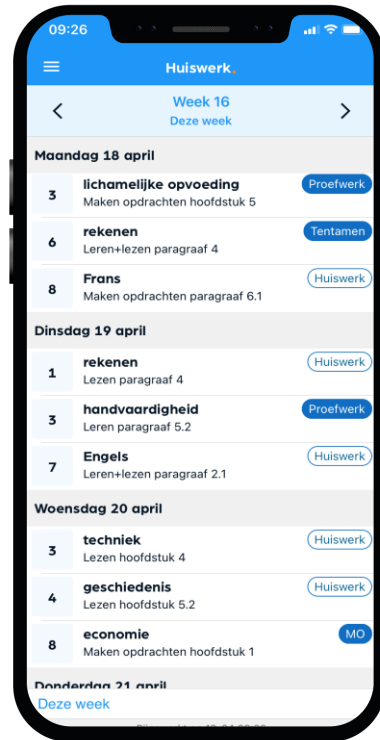 09:26
Huiswerk.
Week 16
Deze week
Maandag 18 april
3
lichamelijke opvoeding
Proefwerk
Maken opdrachten hoofdstuk 5
6
rekenen
Tentamen
Leren+lezen paragraaf 4
8
Frans
Huiswerk
Maken opdrachten paragraaf 6.1
Dinsdag 19 april
1
rekenen
Huiswerk
Lezen paragraaf 4
3
handvaardigheid
Proefwerk
Leren paragraaf 5.2
7
Engels
Huiswerk
Leren+lezen paragraaf 2.1
Woensdag 20 april
3
techniek
Huiswerk
Lezen hoofdstuk 4
4
geschiedenis
Huiswerk
Lezen hoofdstuk 5.2
8
economie
MO
Maken opdrachten hoofdstuk 1
Donderdag 21 april
Deze week